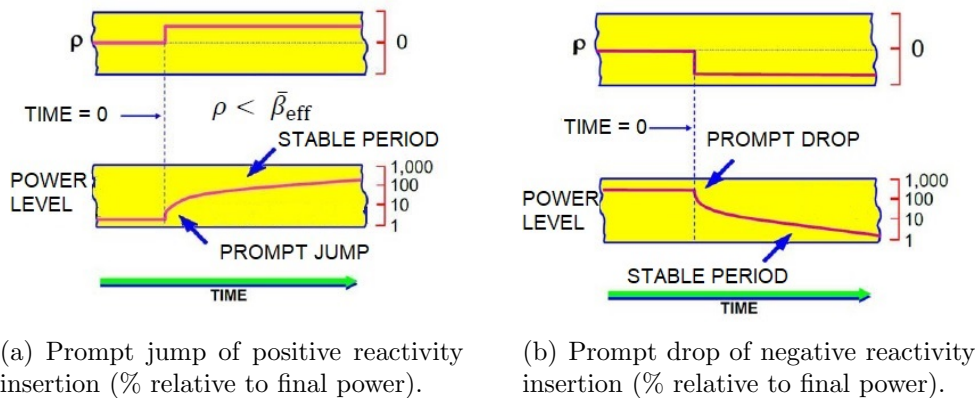 ρ
0
TIME = 0
ρ < β̄eff
STABLE PERIOD
POWER
LEVEL
1,000
100
10
1
PROMPT JUMP
TIME
(a) Prompt jump of positive reactivity
insertion (% relative to final power).
ρ
0
TIME = 0
PROMPT DROP
POWER
LEVEL
1,000
100
10
1
STABLE PERIOD
TIME
(b) Prompt drop of negative reactivity
insertion (% relative to final power).